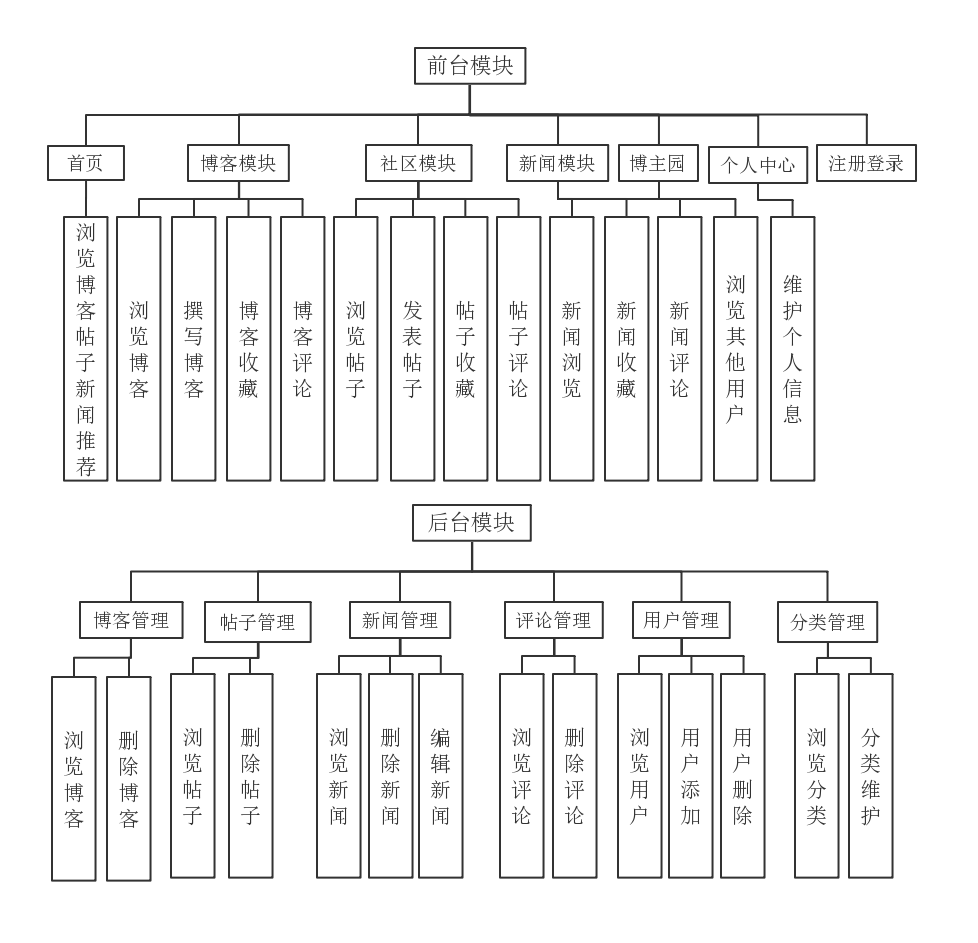 前台模块
首页
博客模块
社区模块
新闻模块
博主园
个人中心
注册登录
浏览博客帖子新闻推荐
浏览博客
撰写博客
博客收藏
博客评论
浏览帖子
发表帖子
帖子收藏
帖子评论
新闻浏览
新闻收藏
新闻评论
浏览其他用户
维护个人信息
后台模块
博客管理
帖子管理
新闻管理
评论管理
用户管理
分类管理
浏览博客
删除博客
浏览帖子
删除帖子
浏览新闻
删除新闻
编辑新闻
浏览评论
删除评论
浏览用户
用户添加
用户删除
浏览分类
分类维护